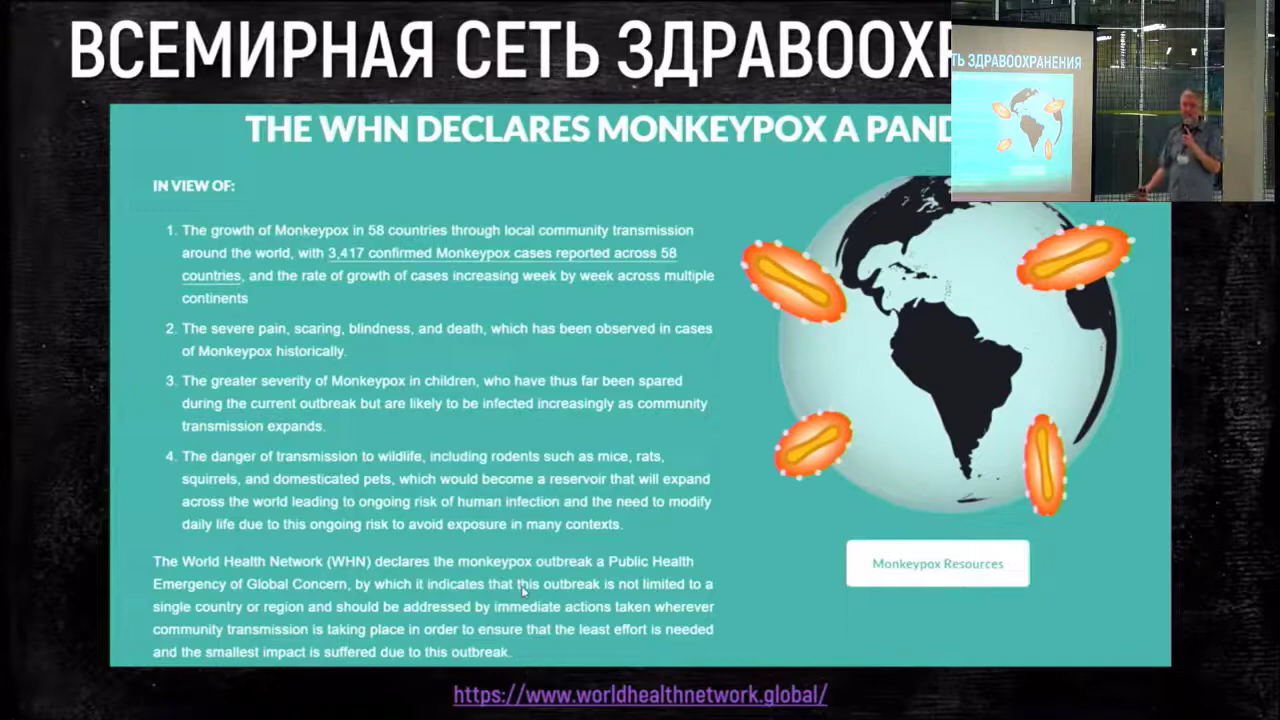 ВСЕМИРНАЯ СЕТЬ ЗДРАВООХР
ТЬ ЗДРАВООХРАНЕНИЯ
THE WHN DECLARES MONKEYPOX A PAND
IN VIEW OF:
1. The growth of Monkeypox in 58 countries through local community transmission
around the world, with 3,417 confirmed Monkeypox cases reported across 58
countries, and the rate of growth of cases increasing week by week across multiple
continents
2. The severe pain, scaring, blindness, and death, which has been observed in cases
of Monkeypox historically.
3. The greater severity of Monkeypox in children, who have thus far been spared
during the current outbreak but are likely to be infected increasingly as community
transmission expands.
4. The danger of transmission to wildlife, including rodents such as mice, rats,
squirrels, and domesticated pets, which would become a reservoir that will expand
across the world leading to ongoing risk of human infection and the need to modify
daily life due to this ongoing risk to avoid exposure in many contexts.
The World Health Network (WHN) declares the monkeypox outbreak a Public Health
Emergency of Global Concern, by which it indicates that this outbreak is not limited to a
single country or region and should be addressed by immediate actions taken wherever
community transmission is taking place in order to ensure that the least effort is needed
and the smallest impact is suffered due to this outbreak.
Monkeypox Resources
https://www.worldhealthnetwork.global/